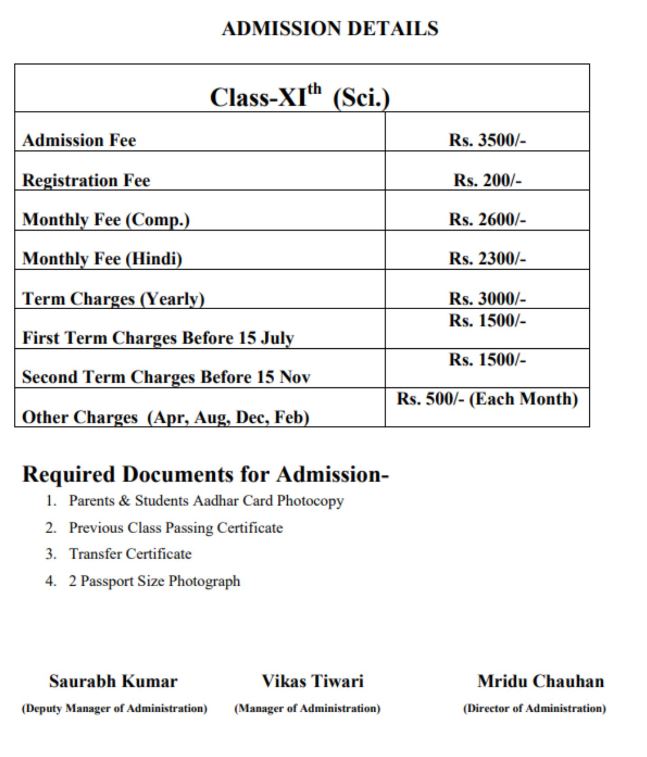 ADMISSION DETAILS
Class-XIth (Sci.)
Admission Fee Rs. 3500/-
Registration Fee Rs. 200/-
Monthly Fee (Comp.) Rs. 2600/-
Monthly Fee (Hindi) Rs. 2300/-
Term Charges (Yearly) Rs. 3000/-
First Term Charges Before 15 July Rs. 1500/-
Second Term Charges Before 15 Nov Rs. 1500/-
Other Charges (Apr, Aug, Dec, Feb) Rs. 500/- (Each Month)
Required Documents for Admission-
1. Parents & Students Aadhar Card Photocopy
2. Previous Class Passing Certificate
3. Transfer Certificate
4. 2 Passport Size Photograph
Saurabh Kumar Vikas Tiwari Mridu Chauhan
(Deputy Manager of Administration) (Manager of Administration) (Director of Administration)